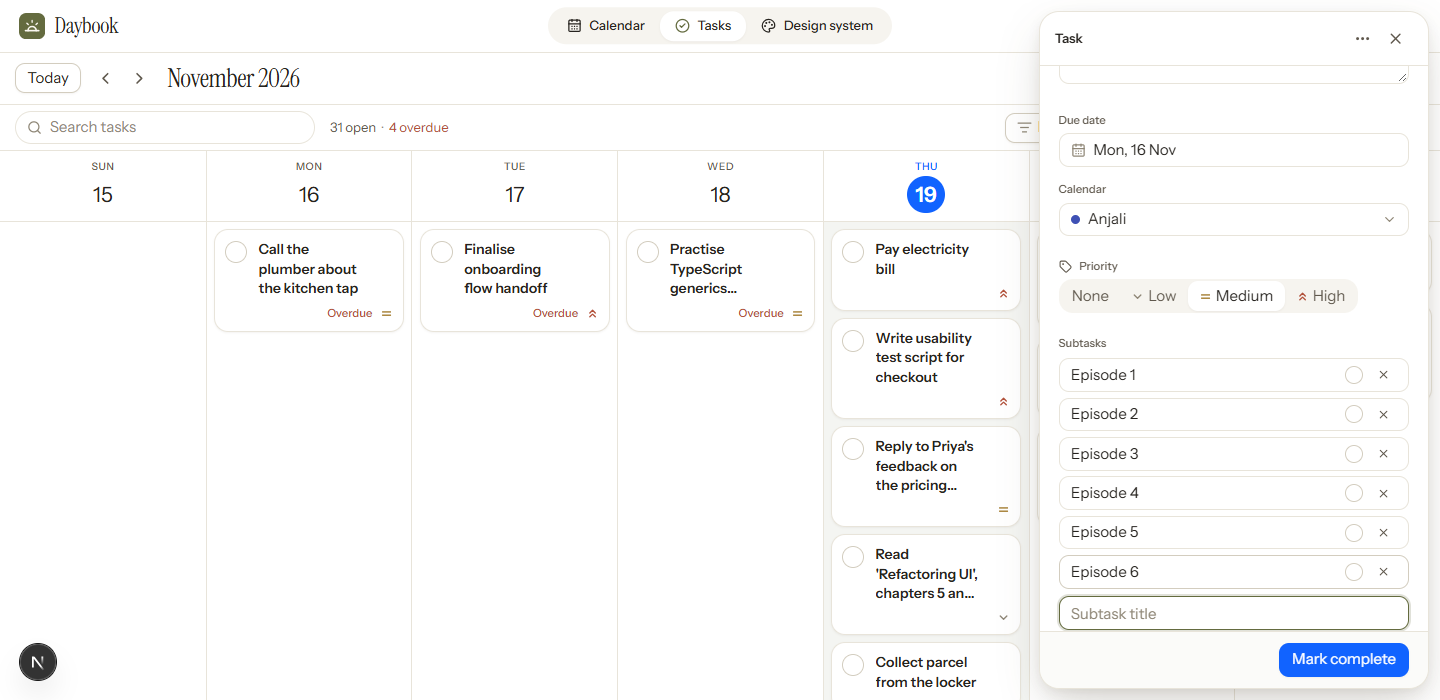 Daybook
Calendar
Tasks
Design system
Today
November 2026
Search tasks
31 open · 4 overdue
SUN
15
MON
16
TUE
17
WED
18
THU
19
Call the
plumber about
the kitchen tap
Overdue
Finalise
onboarding
flow handoff
Overdue
Practise
TypeScript
generics...
Overdue
Pay electricity
bill
Write usability
test script for
checkout
Reply to Priya's
feedback on
the pricing...
Read
'Refactoring UI',
chapters 5 an...
Collect parcel
from the locker
N
Task
Due date
Mon, 16 Nov
Calendar
Anjali
Priority
None
Low
Medium
High
Subtasks
Episode 1
Episode 2
Episode 3
Episode 4
Episode 5
Episode 6
Subtask title
Mark complete